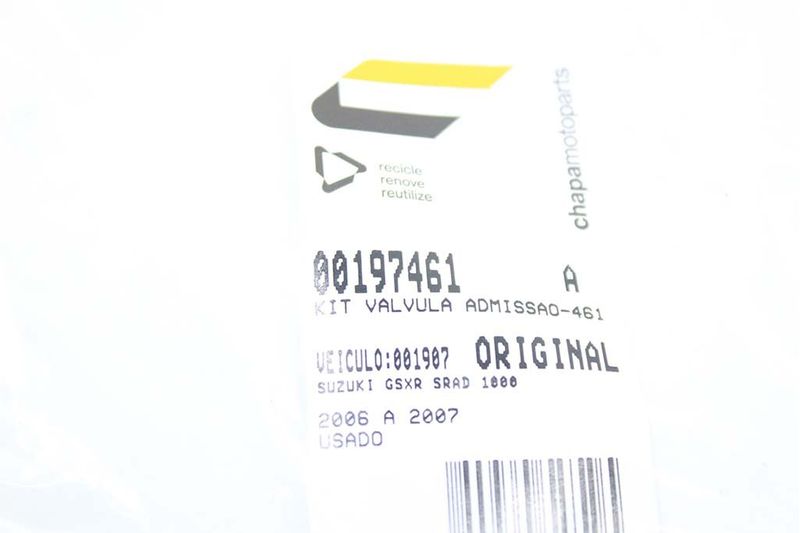 recicle
renove
reutilize
chapamotoparts
00197461 A
KIT VALVULA ADMISSAO-461
VEICULO:001907 ORIGINAL
SUZUKI GSXR SRAD 1000
2006 A 2007
USADO